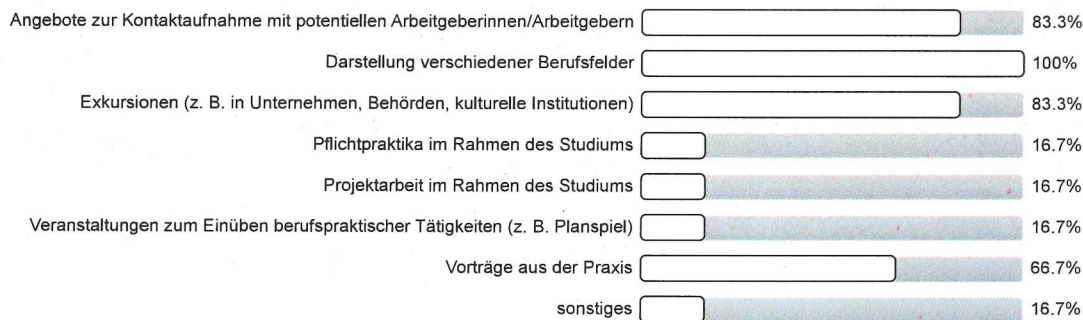 Angebote zur Kontaktaufnahme mit potentiellen Arbeitgeberinnen/Arbeitgebern 83.3%
Darstellung verschiedener Berufsfelder 100%
Exkursionen (z. B. in Unternehmen, Behörden, kulturelle Institutionen) 83.3%
Pflichtpraktika im Rahmen des Studiums 16.7%
Projektarbeit im Rahmen des Studiums 16.7%
Veranstaltungen zum Einüben berufspraktischer Tätigkeiten (z. B. Planspiel) 16.7%
Vorträge aus der Praxis 66.7%
sonstiges 16.7%